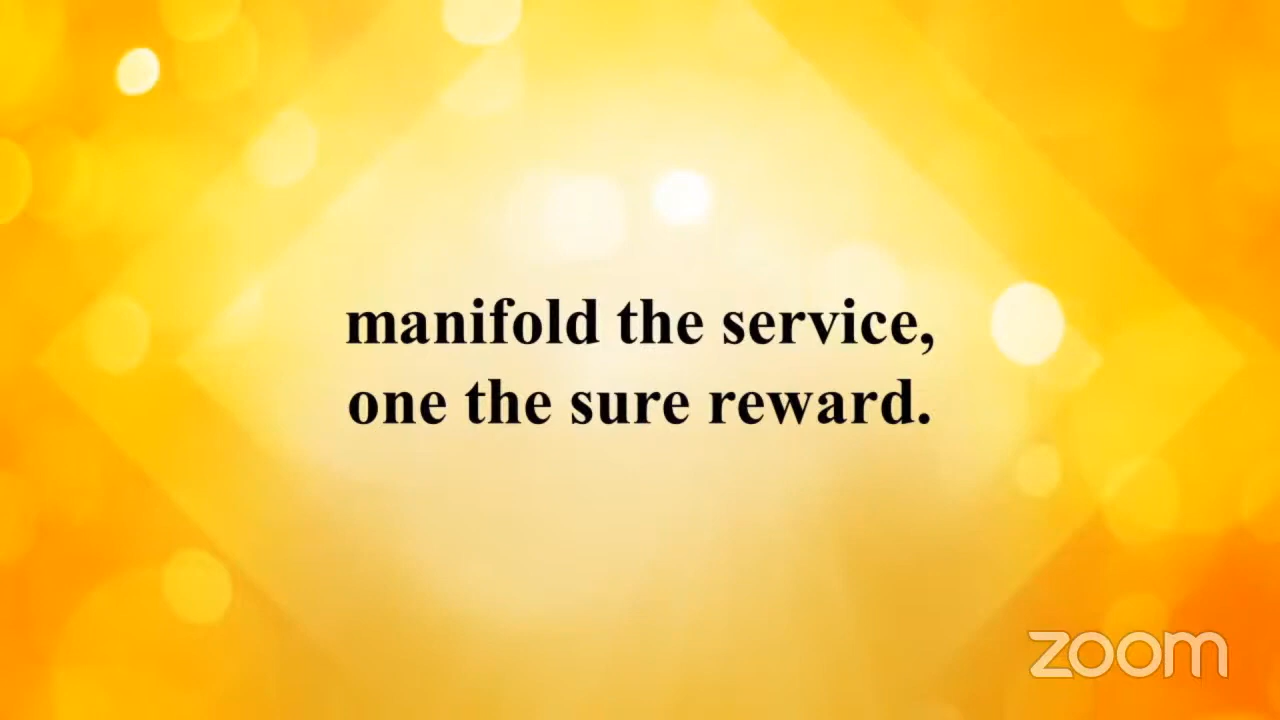 manifold the service,
one the sure reward.
zoom